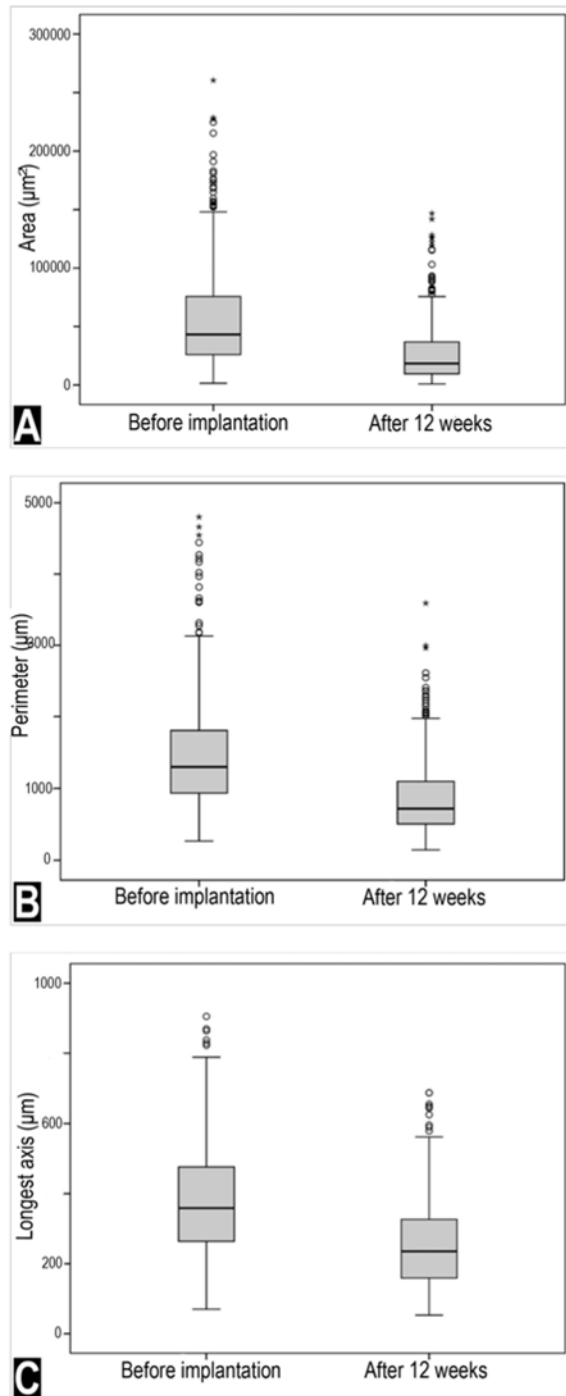 300000
200000
100000
0
Area (µm²)
Before implantation
After 12 weeks
A
5000
3000
1000
0
Perimeter (µm)
Before implantation
After 12 weeks
B
1000
600
200
0
Longest axis (µm)
Before implantation
After 12 weeks
C